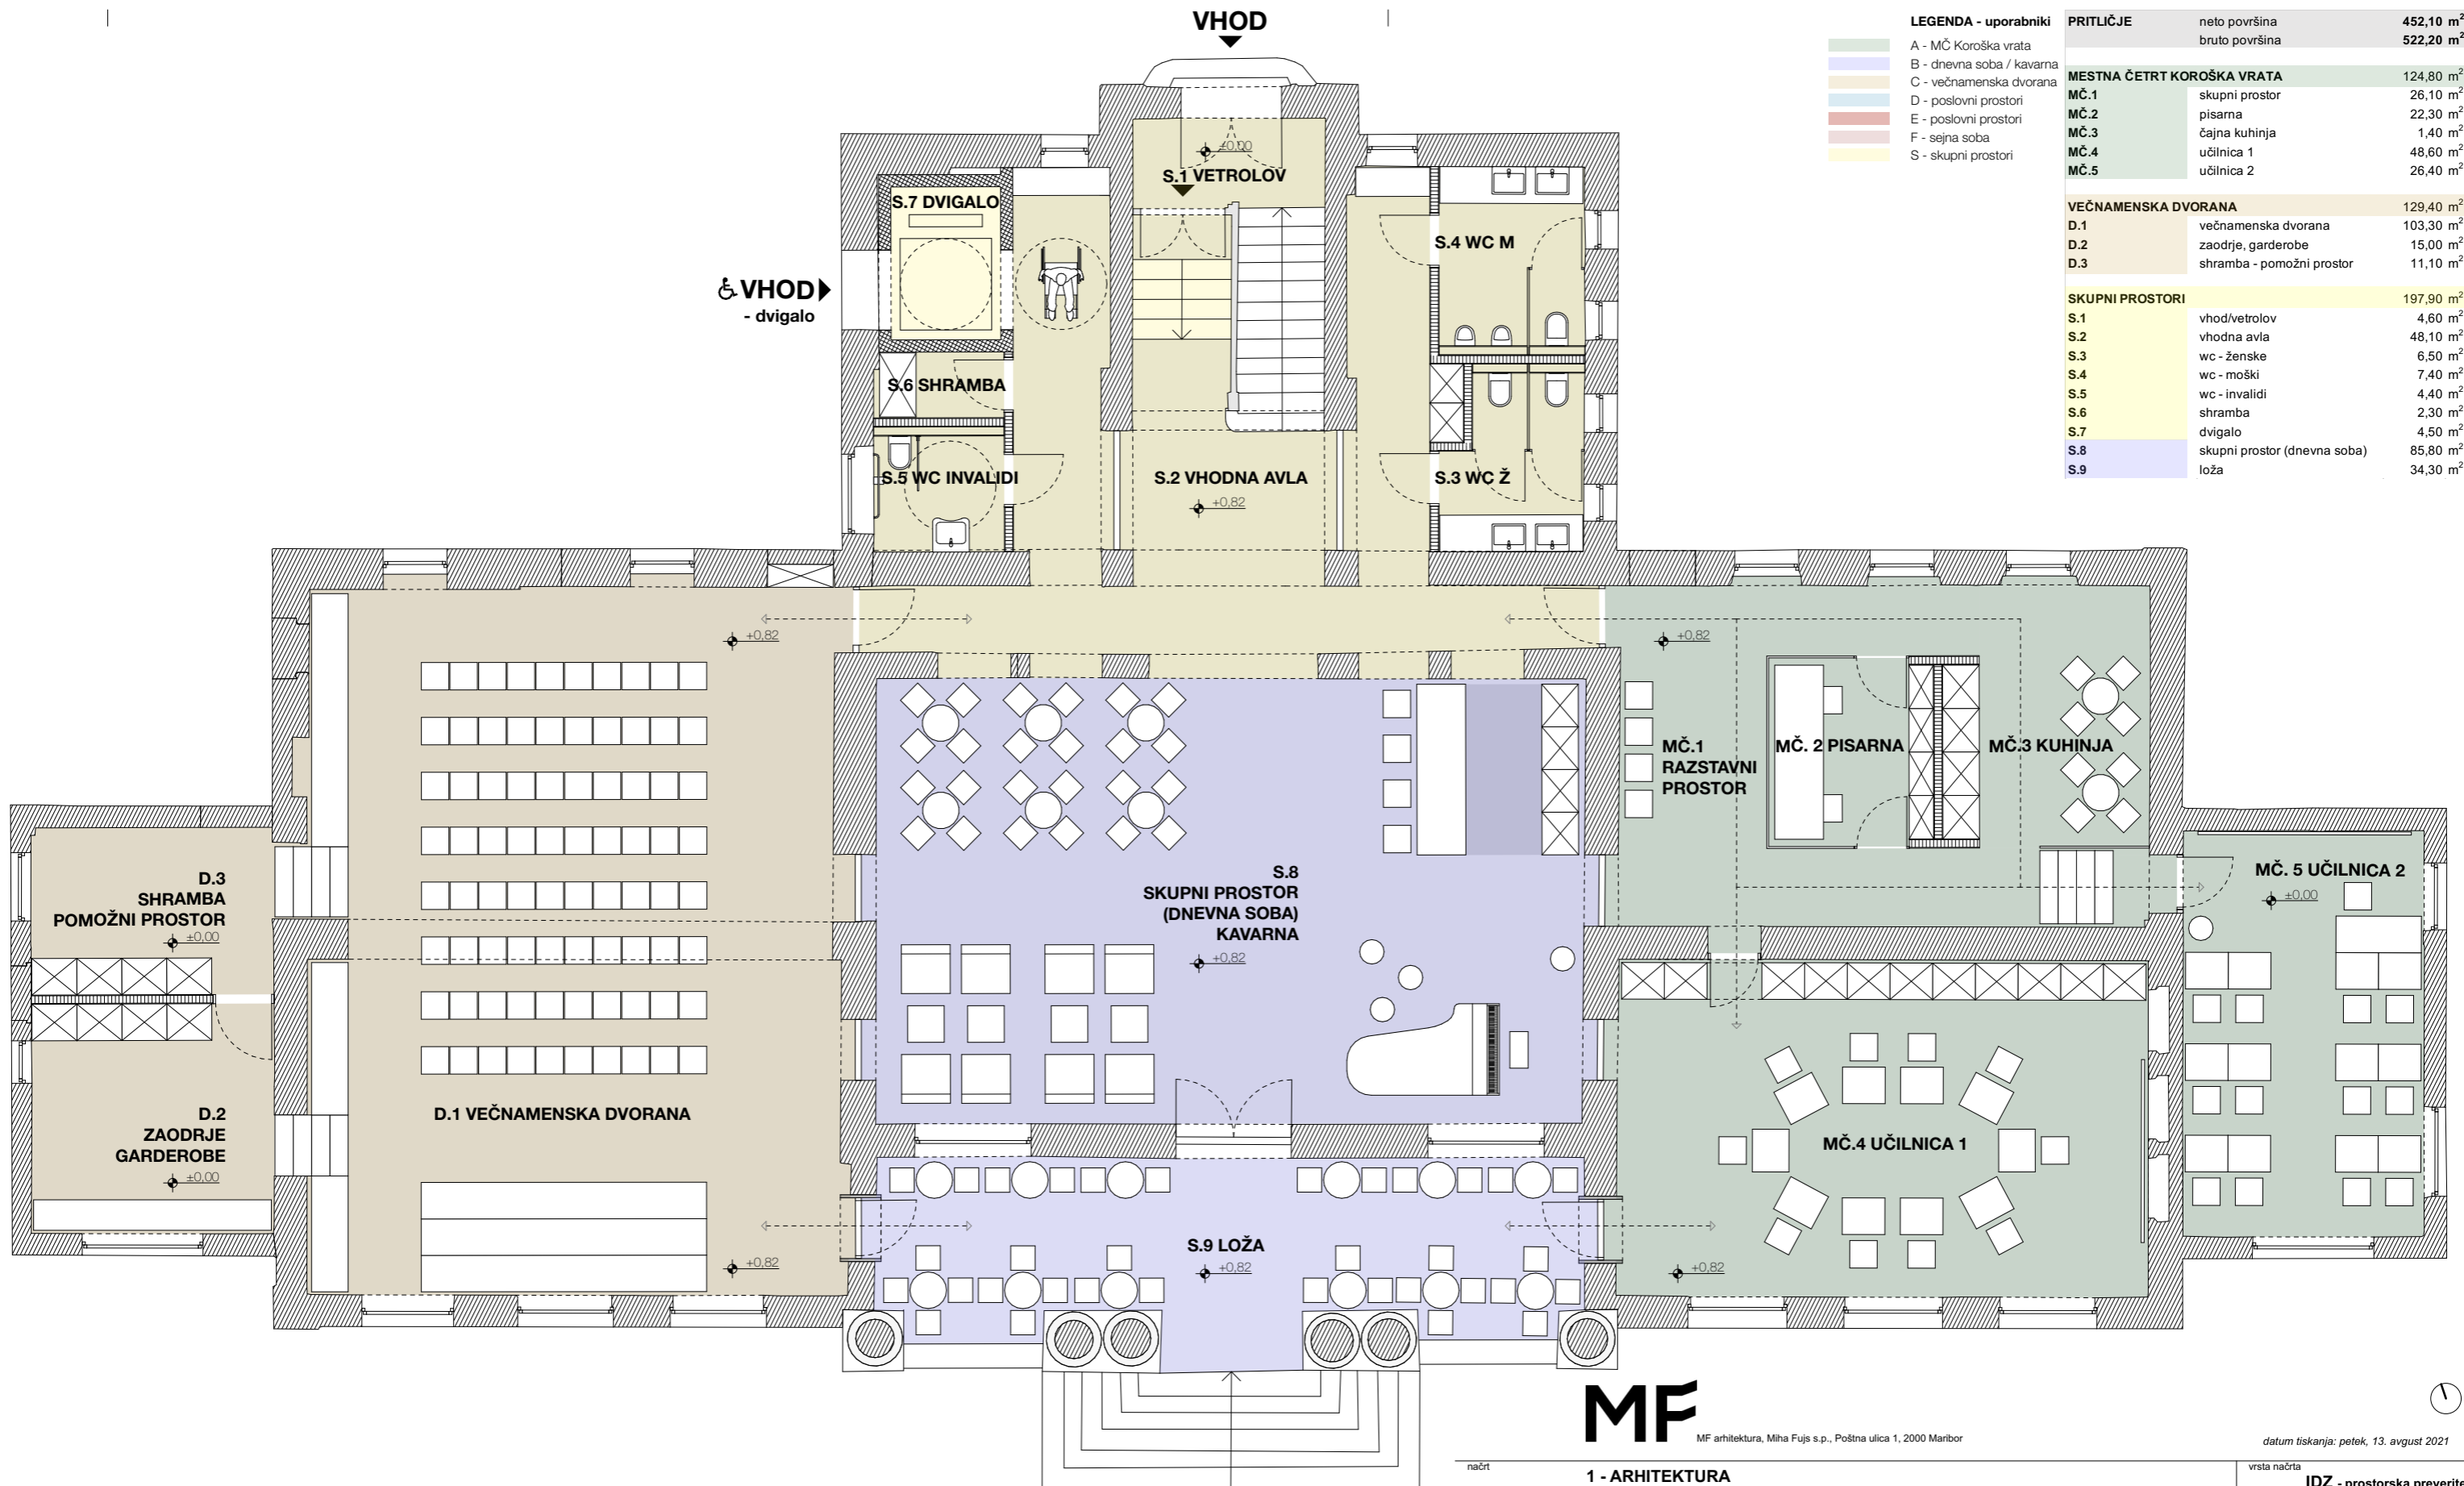 VHOD
LEGENDA - uporabniki
A - MČ Koroška vrata
B - dnevna soba / kavarna
C - večnamenska dvorana
D - poslovni prostori
E - poslovni prostori
F - sejna soba
S - skupni prostori
PRITLIČJE neto površina 452,10 m²
bruto površina 522,20 m²
MESTNA ČETRT KOROŠKA VRATA 124,80 m²
MČ.1 skupni prostor 26,10 m²
MČ.2 pisarna 22,30 m²
MČ.3 čajna kuhinja 1,40 m²
MČ.4 učilnica 1 48,60 m²
MČ.5 učilnica 2 26,40 m²
VEČNAMENSKA DVORANA 129,40 m²
D.1 večnamenska dvorana 103,30 m²
D.2 zaodrje, garderobe 15,00 m²
D.3 shramba - pomožni prostor 11,10 m²
SKUPNI PROSTORI 197,90 m²
S.1 vhod/vetrolov 4,60 m²
S.2 vhodna avla 48,10 m²
S.3 wc - ženske 6,50 m²
S.4 wc - moški 7,40 m²
S.5 wc - invalidi 4,40 m²
S.6 shramba 2,30 m²
S.7 dvigalo 4,50 m²
S.8 skupni prostor (dnevna soba) 85,80 m²
S.9 loža 34,30 m²
±0,00
S.1 VETROLOV
S.7 DVIGALO
S.4 WC M
VHOD
- dvigalo
S.6 SHRAMBA
S.5 WC INVALIDI
S.2 VHODNA AVLA
+0,82
S.3 WC Ž
+0,82
+0,82
MČ.1
RAZSTAVNI
PROSTOR
MČ. 2 PISARNA
MČ.3 KUHINJA
D.3
SHRAMBA
POMOŽNI PROSTOR
±0,00
S.8
SKUPNI PROSTOR
(DNEVNA SOBA)
KAVARNA
+0,82
MČ. 5 UČILNICA 2
±0,00
D.2
ZAODRJE
GARDEROBE
±0,00
D.1 VEČNAMENSKA DVORANA
+0,82
MČ.4 UČILNICA 1
+0,82
S.9 LOŽA
+0,82
MF
MF arhitektura, Miha Fujs s.p., Poštna ulica 1, 2000 Maribor
datum tiskanja: petek, 13. avgust 2021
načrt
1 - ARHITEKTURA
vrsta načrta
IDZ - prostorska preverite